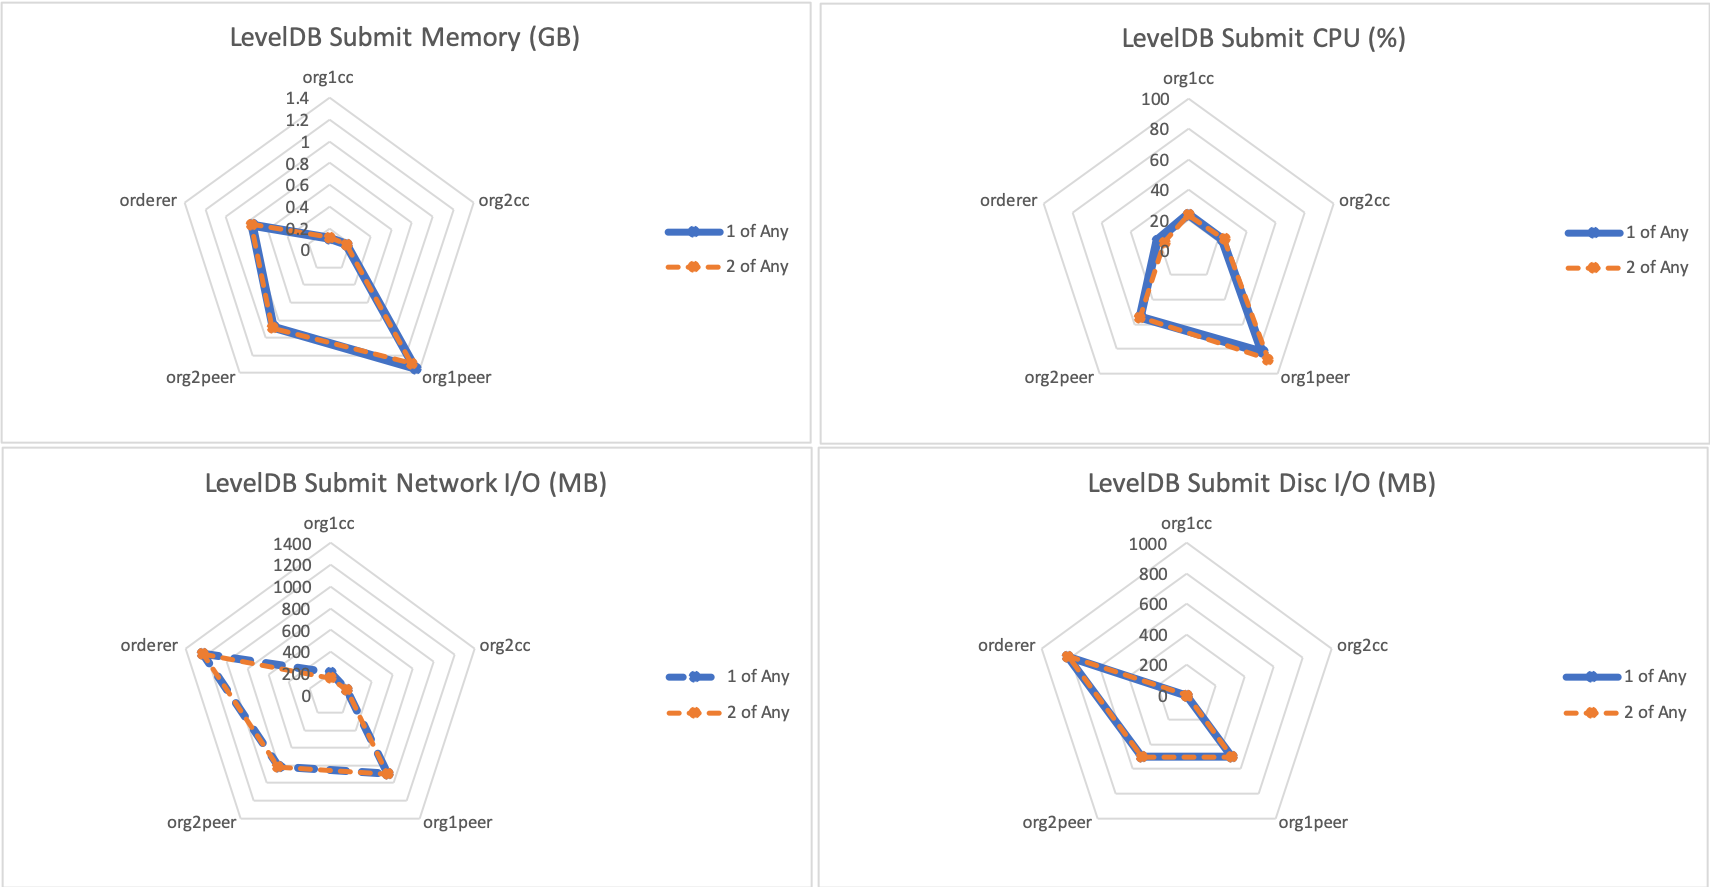 LevelDB Submit Memory (GB)
org1cc
1.4
1.2
1
0.8
0.6
0.4
0.2
0
orderer
org2cc
org2peer
org1peer
1 of Any
2 of Any
LevelDB Submit CPU (%)
org1cc
100
80
60
40
20
0
orderer
org2cc
org2peer
org1peer
1 of Any
2 of Any
LevelDB Submit Network I/O (MB)
org1cc
1400
1200
1000
800
600
400
200
0
orderer
org2cc
org2peer
org1peer
1 of Any
2 of Any
LevelDB Submit Disc I/O (MB)
org1cc
1000
800
600
400
200
0
orderer
org2cc
org2peer
org1peer
1 of Any
2 of Any